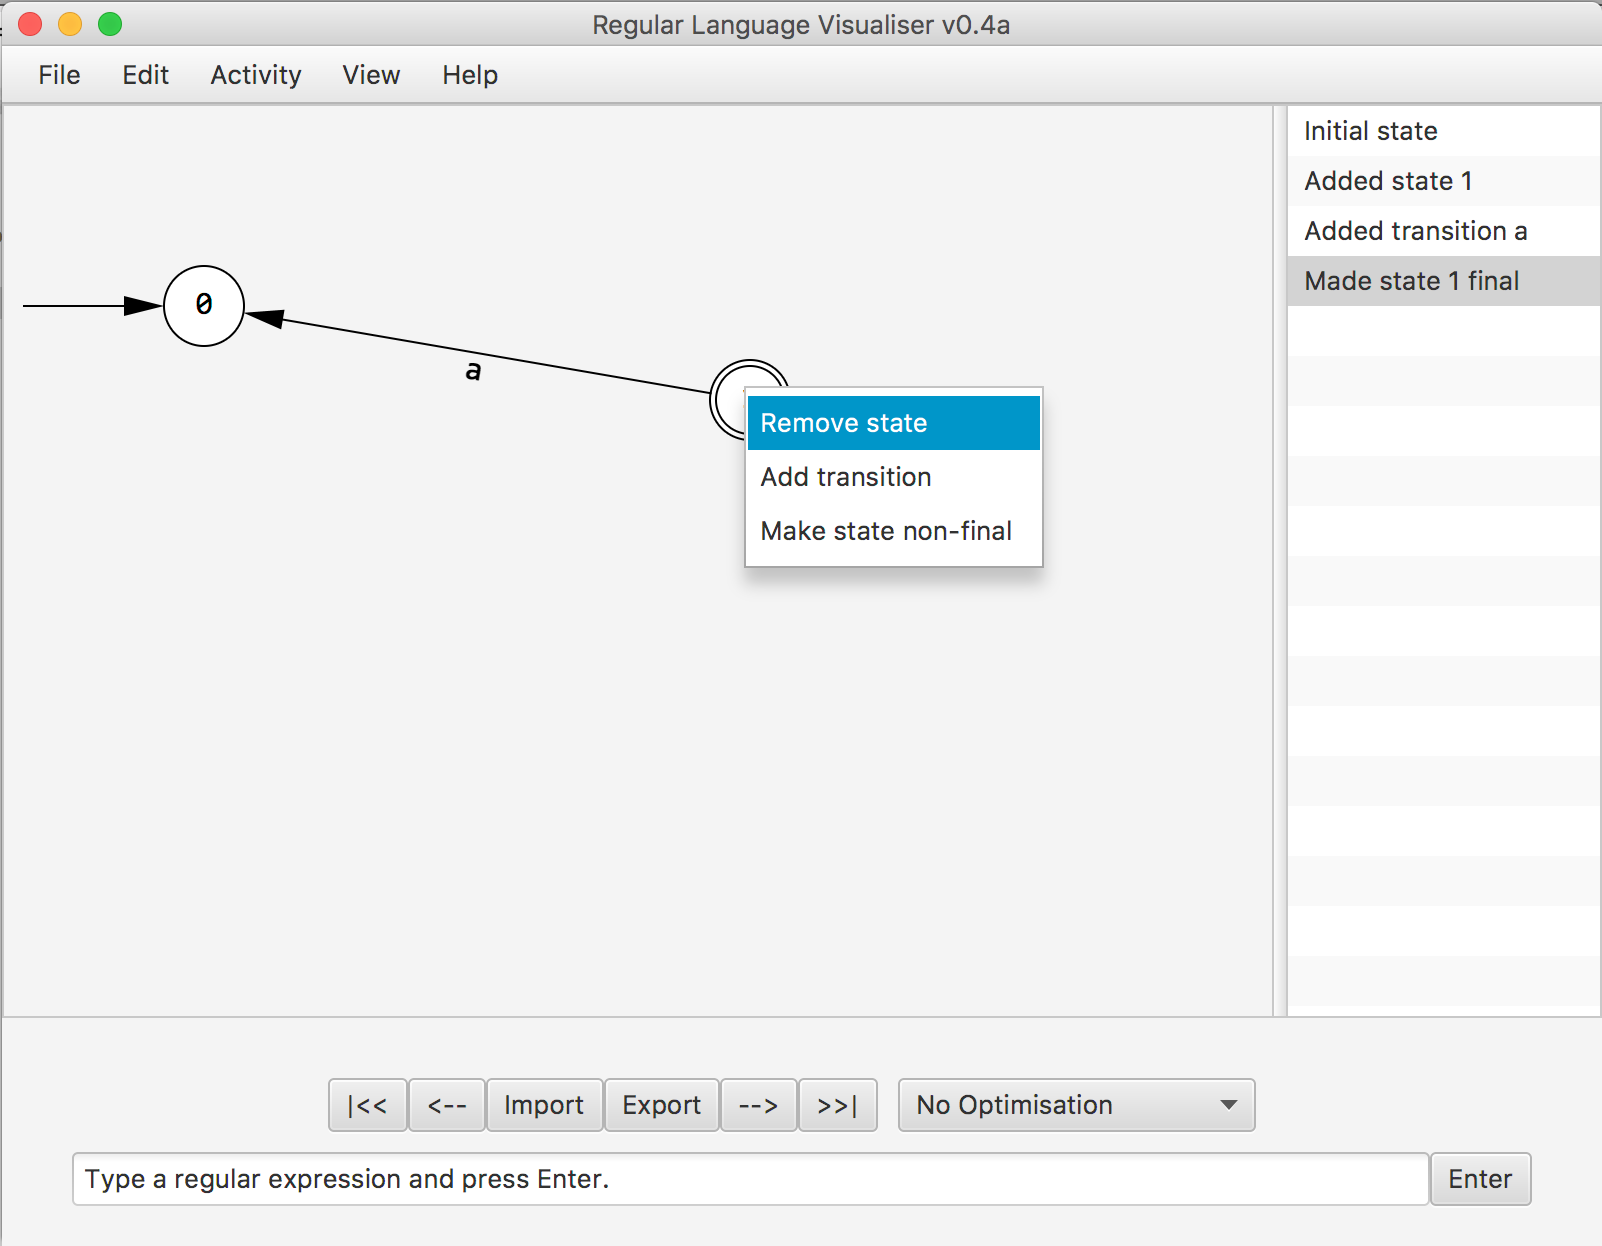 Regular Language Visualiser v0.4a
File Edit Activity View Help
Initial state
Added state 1
Added transition a
Made state 1 final
0
a
Remove state
Add transition
Make state non-final
|<< <-- Import Export --> >>| No Optimisation
Type a regular expression and press Enter. Enter